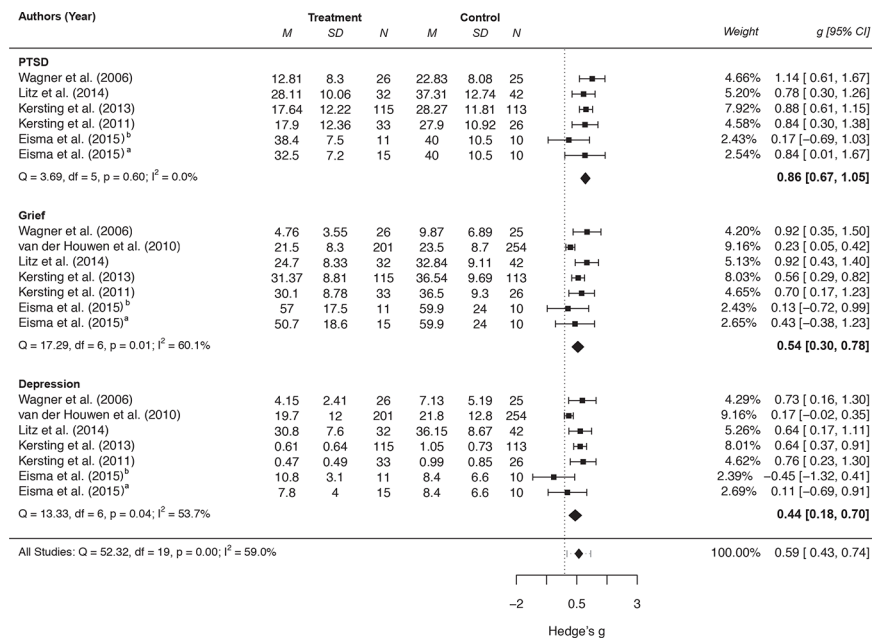 Authors (Year) Treatment Control
M SD N M SD N Weight g [95% CI]
PTSD
Wagner et al. (2006) 12.81 8.3 26 22.83 8.08 25 4.66% 1.14 [ 0.61, 1.67]
Litz et al. (2014) 28.11 10.06 32 37.31 12.74 42 5.20% 0.78 [ 0.30, 1.26]
Kersting et al. (2013) 17.64 12.22 115 28.27 11.81 113 7.92% 0.88 [ 0.61, 1.15]
Kersting et al. (2011) 17.9 12.36 33 27.9 10.92 26 4.58% 0.84 [ 0.30, 1.38]
Eisma et al. (2015) b 38.4 7.5 11 40 10.5 10 2.43% 0.17 [−0.69, 1.03]
Eisma et al. (2015) a 32.5 7.2 15 40 10.5 10 2.54% 0.84 [ 0.01, 1.67]
Q = 3.69, df = 5, p = 0.60; I² = 0.0% 0.86 [0.67, 1.05]
Grief
Wagner et al. (2006) 4.76 3.55 26 9.87 6.89 25 4.20% 0.92 [ 0.35, 1.50]
van der Houwen et al. (2010) 21.5 8.3 201 23.5 8.7 254 9.16% 0.23 [ 0.05, 0.42]
Litz et al. (2014) 24.7 8.33 32 32.84 9.11 42 5.13% 0.92 [ 0.43, 1.40]
Kersting et al. (2013) 31.37 8.81 115 36.54 9.69 113 8.03% 0.56 [ 0.29, 0.82]
Kersting et al. (2011) 30.1 8.78 33 36.5 9.3 26 4.65% 0.70 [ 0.17, 1.23]
Eisma et al. (2015) b 57 17.5 11 59.9 24 10 2.43% 0.13 [−0.72, 0.99]
Eisma et al. (2015) a 50.7 18.6 15 59.9 24 10 2.65% 0.43 [−0.38, 1.23]
Q = 17.29, df = 6, p = 0.01; I² = 60.1% 0.54 [0.30, 0.78]
Depression
Wagner et al. (2006) 4.15 2.41 26 7.13 5.19 25 4.29% 0.73 [ 0.16, 1.30]
van der Houwen et al. (2010) 19.7 12 201 21.8 12.8 254 9.16% 0.17 [−0.02, 0.35]
Litz et al. (2014) 30.8 7.6 32 36.15 8.67 42 5.26% 0.64 [ 0.17, 1.11]
Kersting et al. (2013) 0.61 0.64 115 1.05 0.73 113 8.01% 0.64 [ 0.37, 0.91]
Kersting et al. (2011) 0.47 0.49 33 0.99 0.85 26 4.62% 0.76 [ 0.23, 1.30]
Eisma et al. (2015) b 10.8 3.1 11 8.4 6.6 10 2.39% −0.45 [−1.32, 0.41]
Eisma et al. (2015) a 7.8 4 15 8.4 6.6 10 2.69% 0.11 [−0.69, 0.91]
Q = 13.33, df = 6, p = 0.04; I² = 53.7% 0.44 [0.18, 0.70]
All Studies: Q = 52.32, df = 19, p = 0.00; I² = 59.0% 100.00% 0.59 [ 0.43, 0.74]
−2 0.5 3
Hedge's g